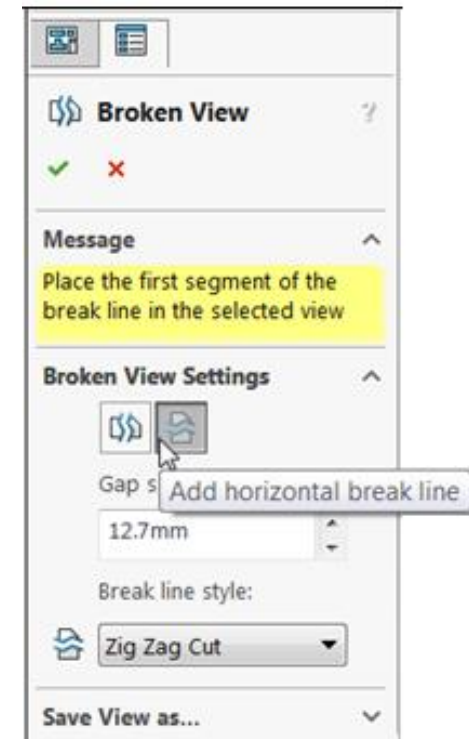 Broken View
Message
Place the first segment of the
break line in the selected view
Broken View Settings
Gap s
Add horizontal break line
12.7mm
Break line style:
Zig Zag Cut
Save View as...